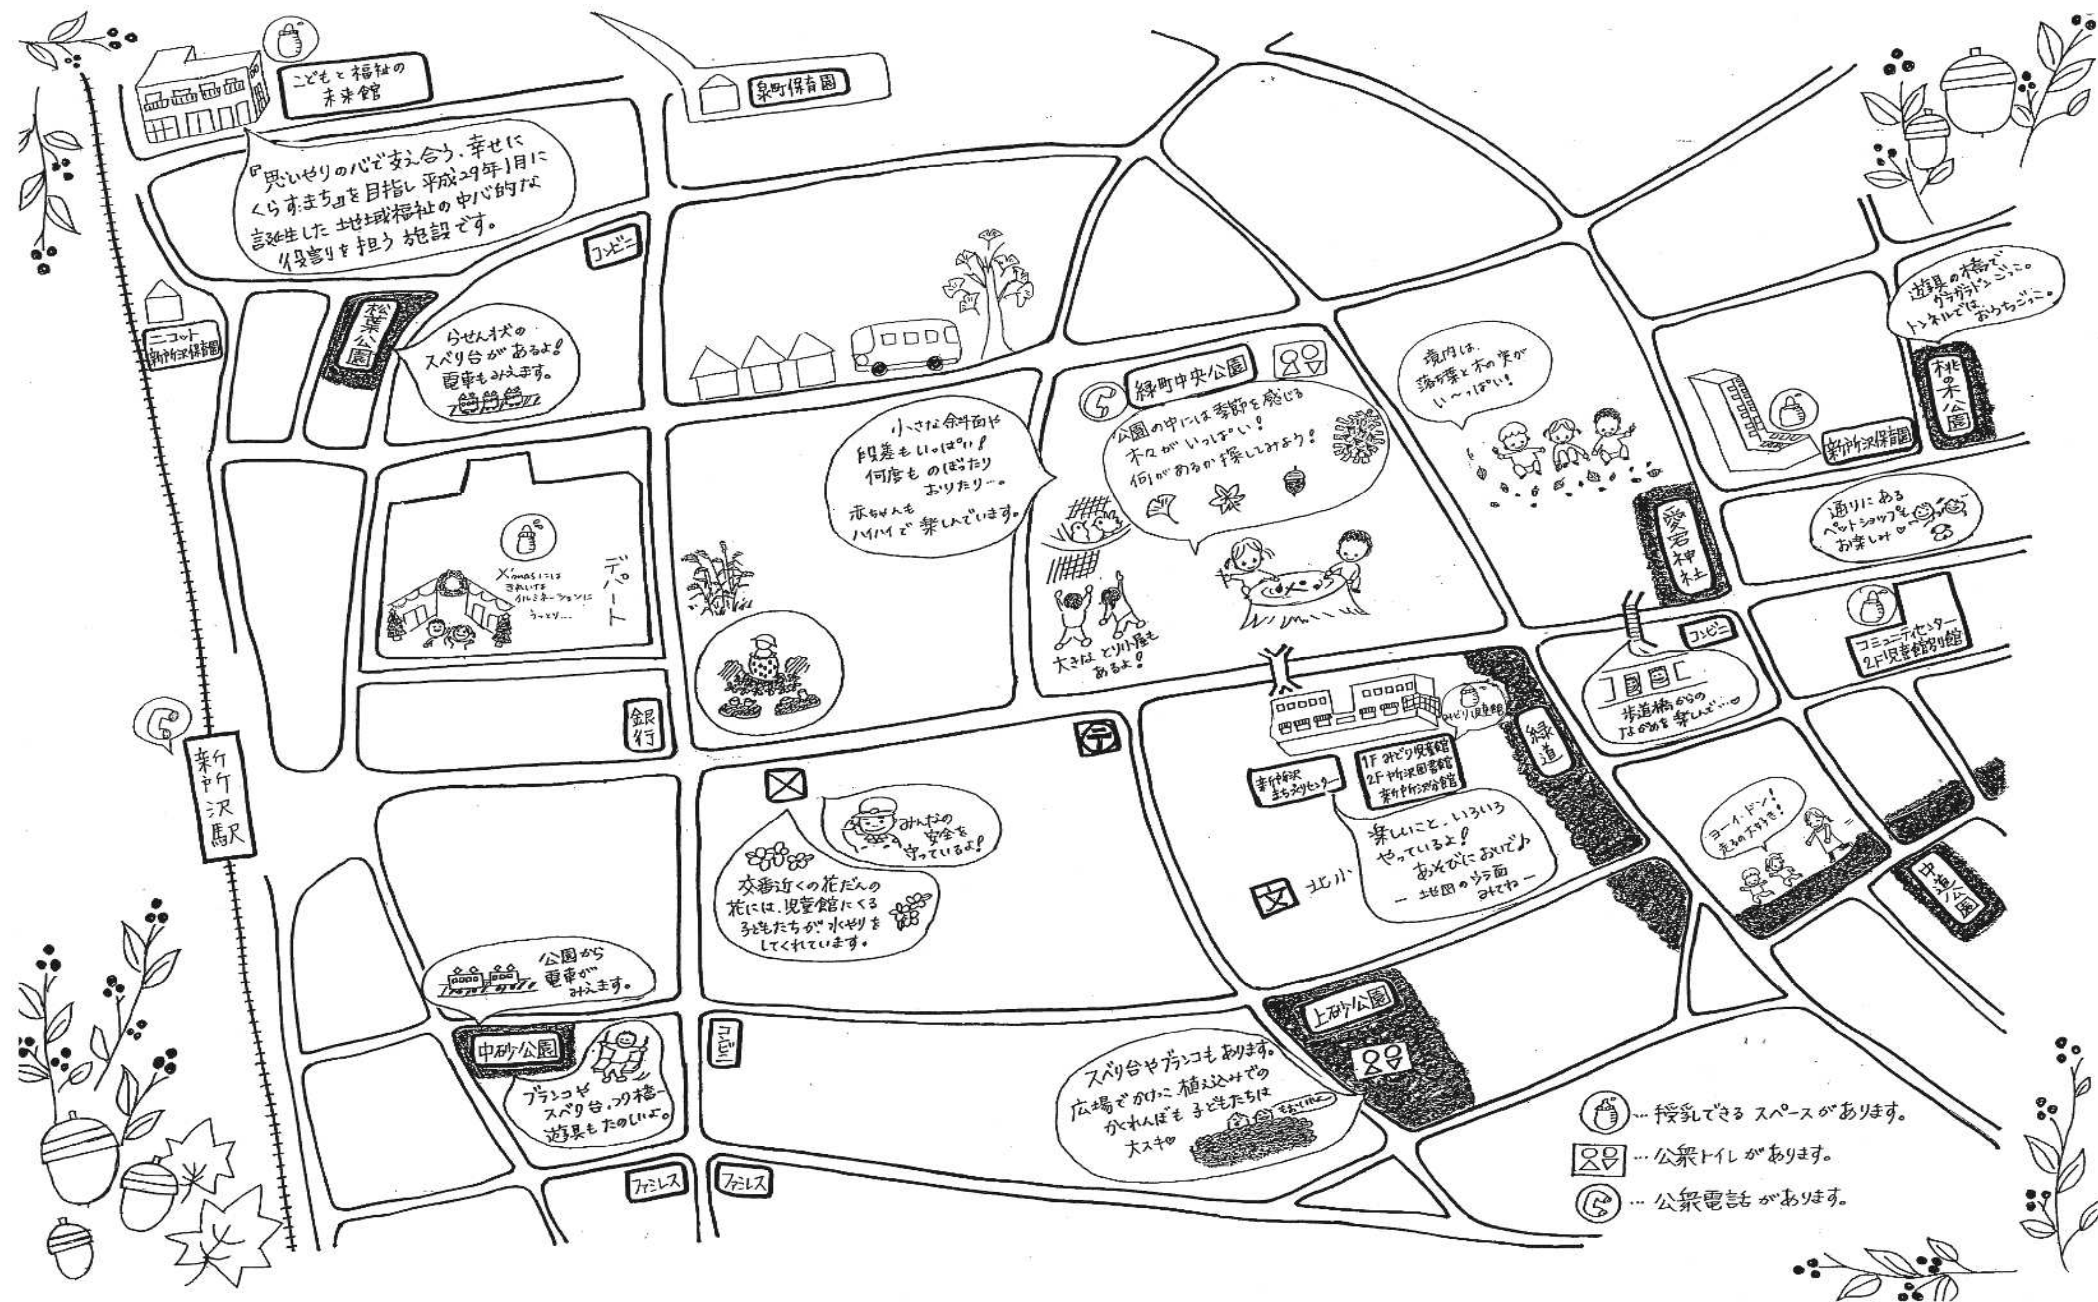 こどもと福祉の
未来館
泉町保育園
『思いやりの心で支え合う、幸せに
くらすまち』を目指し平成29年1月に
誕生した地域福祉の中心的な
役割りを担う施設です。
コンビニ
ニコット
新所沢保育園
松葉公園
らせん状の
スベリ台があるよ!
電車もみえます。
小さな斜面や
段差もいっぱい!
何度ものぼったり
おりたり…。
赤ちゃんも
ハイハイで楽しんでいます。
緑町中央公園
公園の中には季節を感じる
木々がいっぱい!
何があるか探してみよう!
大きなとり小屋も
あるよ!
境内は、
落ち葉と木の実が
い〜っぱい!
愛宕神社
遊具の橋で
ガラガラドンごっこ。
トンネルでは、
おうちごっこ。
桃の木公園
新所沢保育園
通りにある
ペットショップも
お楽しみ♡
コンビニ
コミュニティセンター
2F児童館別館
歩道橋からの
ながめを楽しんで…♡
デパート
X'masには
きれいな
イルミネーションに
うっとり…
銀行
新所沢駅
〒
みどり児童館
新所沢
まちづくりセンター
1F みどり児童館
2F 所沢図書館
新所沢分館
緑道
楽しいこと、いろいろ
やっているよ!
あそびにおいで♪
ー地図のウラ面
みてねー
文 北小
ヨーイ・ドン!
走るの大好き!
中道公園
みんなの
安全を
守っているよ!
交番近くの花だんの
花には、児童館にくる
子どもたちが水やりを
してくれています。
公園から
電車が
みえます。
中砂公園
ブランコや
スベリ台、つり橋…
遊具もたのしいよ。
コンビニ
ファミレス
ファミレス
上砂公園
スベリ台やブランコもあります。
広場でかけっこ 植え込みでの
かくれんぼも 子どもたちは
大スキ♡
…授乳できるスペースがあります。
…公衆トイレがあります。
…公衆電話があります。